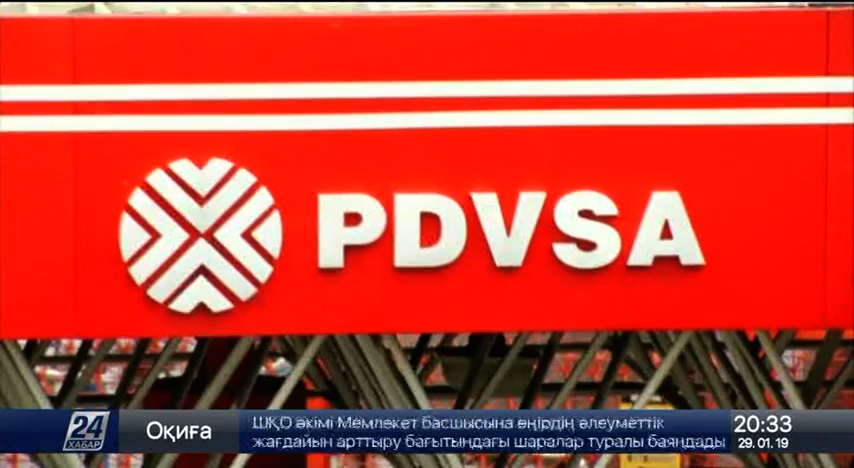 PDVSA
24
ХАБАР
Оқиға
ШҚО әкімі Мемлекет басшысына өңірдің әлеуметтік
жағдайын арттыру бағытындағы шаралар туралы баяндады
20:33
29.01.19